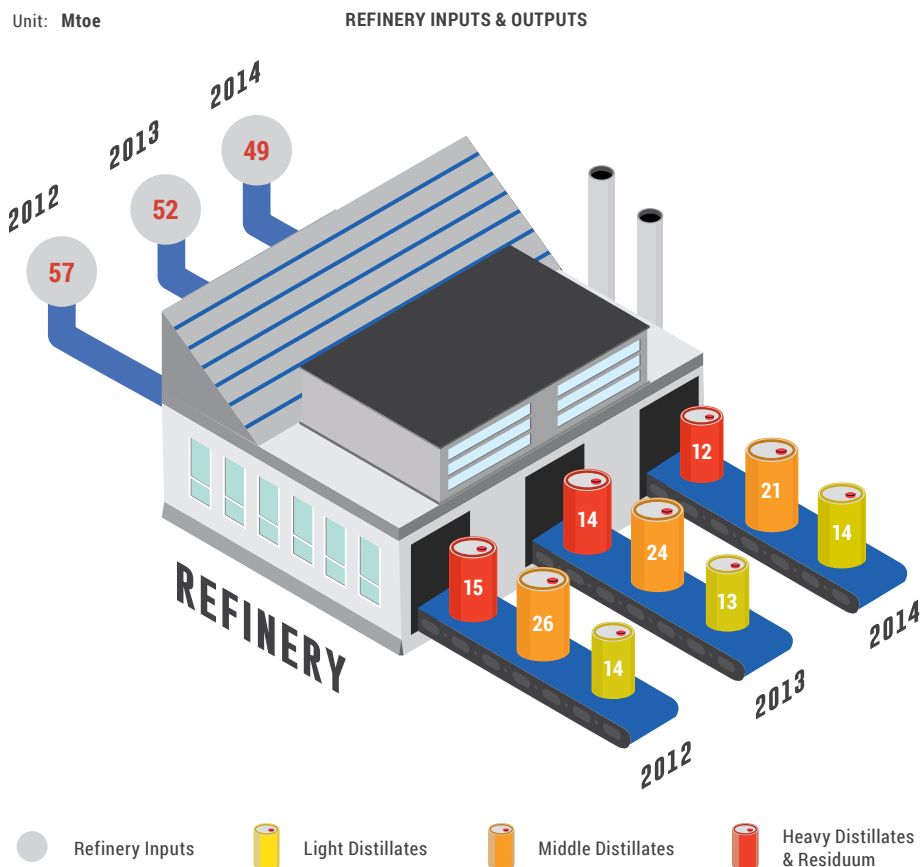 Unit: Mtoe
REFINERY INPUTS & OUTPUTS
2014
2013
2012
49
52
57
12
21
14
14
24
13
15
26
14
REFINERY
2014
2013
2012
Refinery Inputs
Light Distillates
Middle Distillates
Heavy Distillates
& Residuum